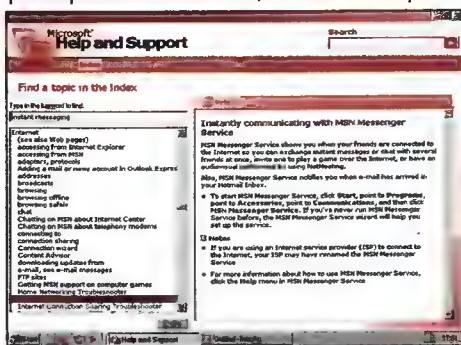 Microsoft
Help and Support
Search
Index
Find a topic in the Index
Type in the keyword to find:
instant messaging
Internet
(see also Web pages)
accessing from Internet Explorer
accessing from MSN
adapters, protocols
Adding a mail or news account in Outlook Express
addresses
broadcasts
browsing
browsing offline
browsing safely
chat
Chatting on MSN about Internet Center
Chatting on MSN about telephony modems
connecting to
connection sharing
Connection wizard
Content Advisor
downloading updates from
e-mail, see e-mail messages
FTP sites
Getting MSN support on computer games
Home Networking Troubleshooter
Internet Connection Sharing Troubleshooter
Instantly communicating with MSN Messenger
Service
MSN Messenger Service shows you when your friends are connected to
the Internet so you can exchange instant messages or chat with several
friends at once, invite one to play a game over the Internet, or have an
using NetMeeting.
Also, MSN Messenger Service notifies you when e-mail has arrived in
your Hotmail Inbox.
• To start MSN Messenger Service, click Start, point to Programs,
point to Accessories, point to Communications, and then click
MSN Messenger Service. If you've never run MSN Messenger
Service before, the MSN Messenger Service wizard will help you
set up the service.
Notes
• If you are using an Internet service provider (ISP) to connect to
the Internet, your ISP may have renamed the MSN Messenger
Service
• For more information about how to use MSN Messenger Service,
click the Help menu in MSN Messenger Service
Start
Help and Support